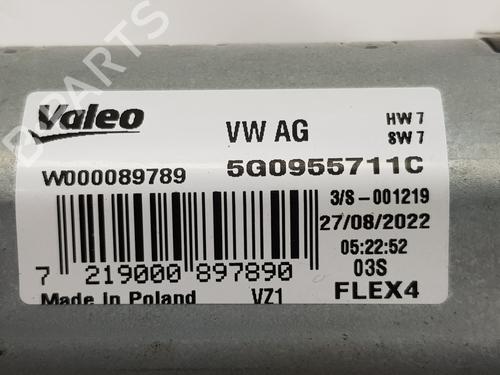 B-PARTS
Valeo
VW AG
HW 7
SW 7
W000089789
5G0955711C
3/S-001219
27/08/2022
05:22:52
03S
7 219000 897890
Made in Poland
VZ1
FLEX4